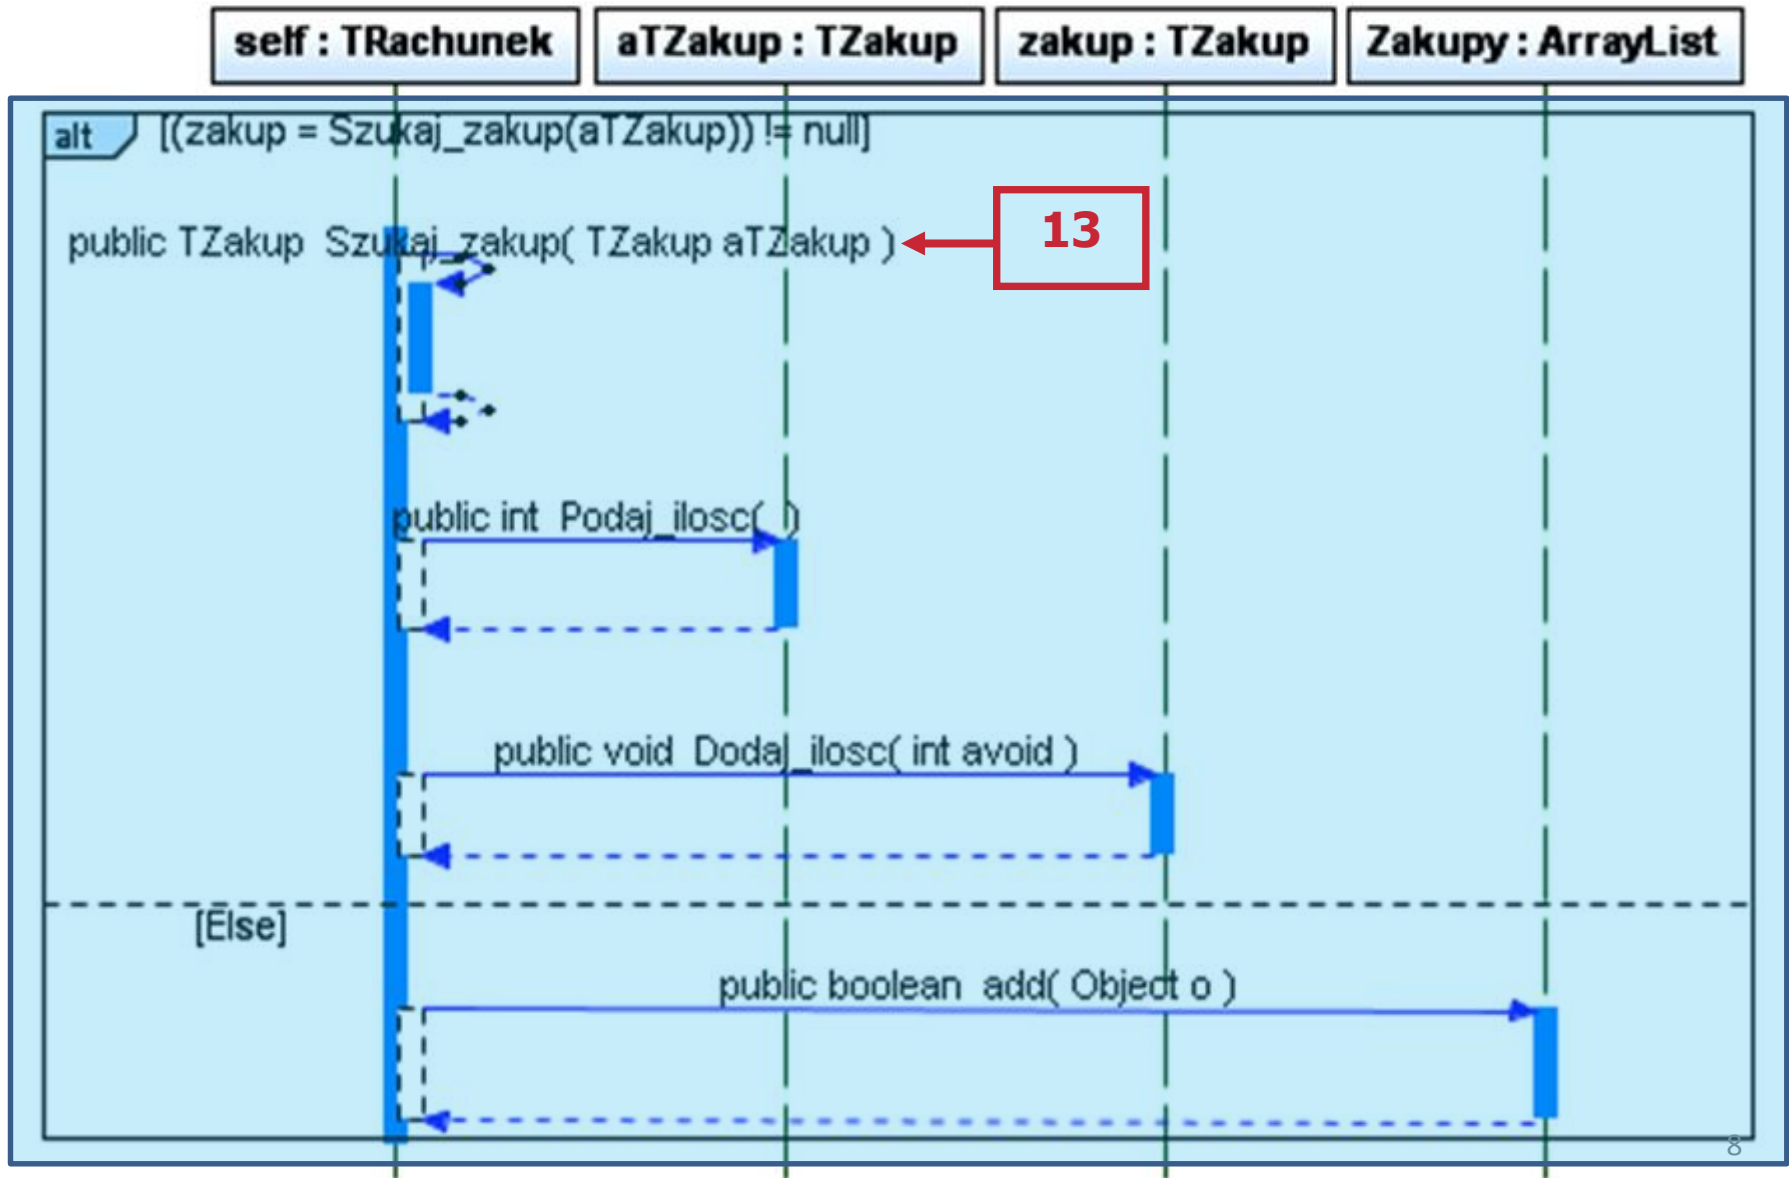 self : TRachunek
aTZakup : TZakup
zakup : TZakup
Zakupy : ArrayList
alt
[(zakup = Szukaj_zakup(aTZakup)) != null]
public TZakup Szukaj_zakup( TZakup aTZakup )
13
public int Podaj_ilosc( )
public void Dodaj_ilosc( int avoid )
[Else]
public boolean add( Object o )
8